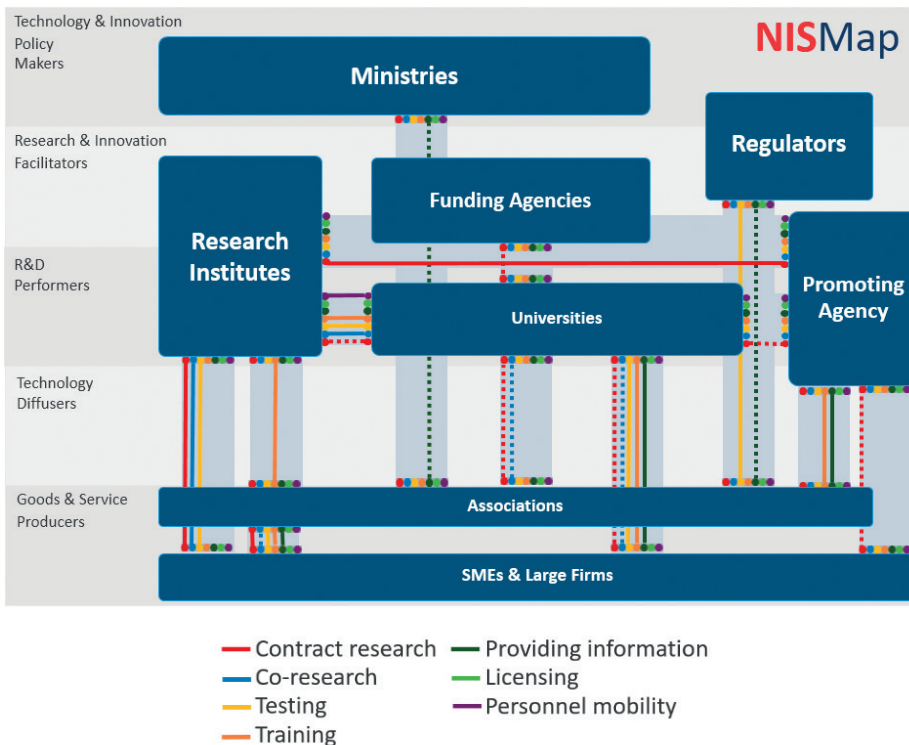 Technology & Innovation
Policy
Makers
NISMap
Ministries
Regulators
Research & Innovation
Facilitators
Funding Agencies
Research
Institutes
R&D
Performers
Promoting
Agency
Universities
Technology
Diffusers
Goods & Service
Producers
Associations
SMEs & Large Firms
Contract research
Providing information
Co-research
Licensing
Testing
Personnel mobility
Training